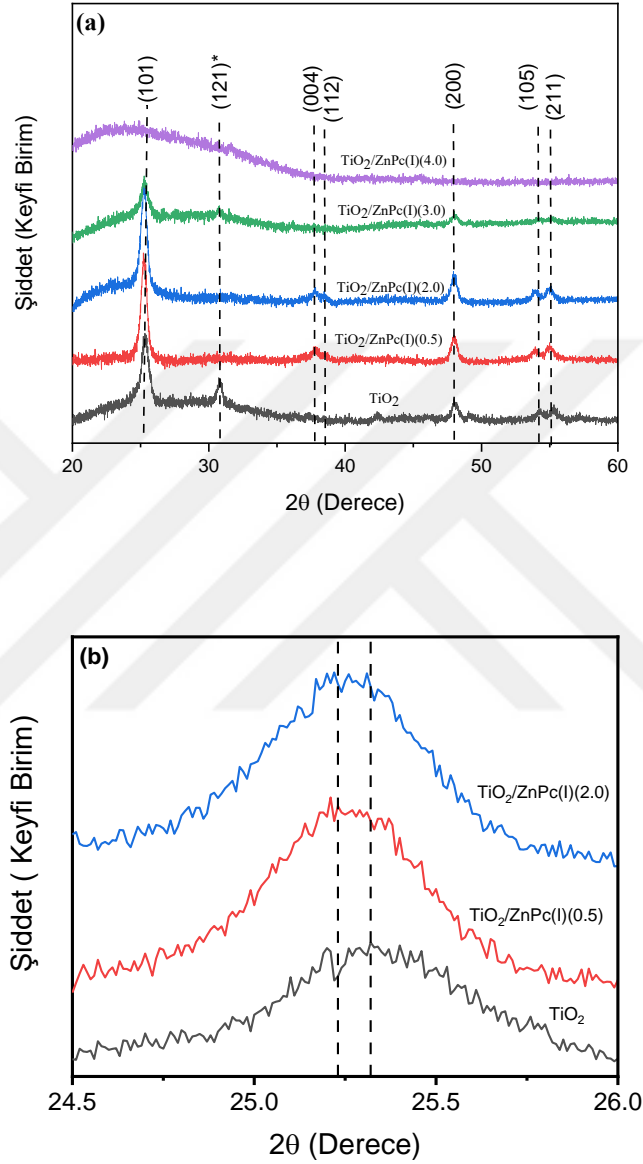 (a)
(101)
(121)*
(004)
(112)
(200)
(105)
(211)
TiO2/ZnPc(I)(4.0)
TiO2/ZnPc(I)(3.0)
TiO2/ZnPc(I)(2.0)
TiO2/ZnPc(I)(0.5)
TiO2
Şiddet (Keyfi Birim)
20 30 40 50 60
2θ (Derece)
(b)
TiO2/ZnPc(I)(2.0)
TiO2/ZnPc(I)(0.5)
TiO2
Şiddet ( Keyfi Birim)
24.5 25.0 25.5 26.0
2θ (Derece)